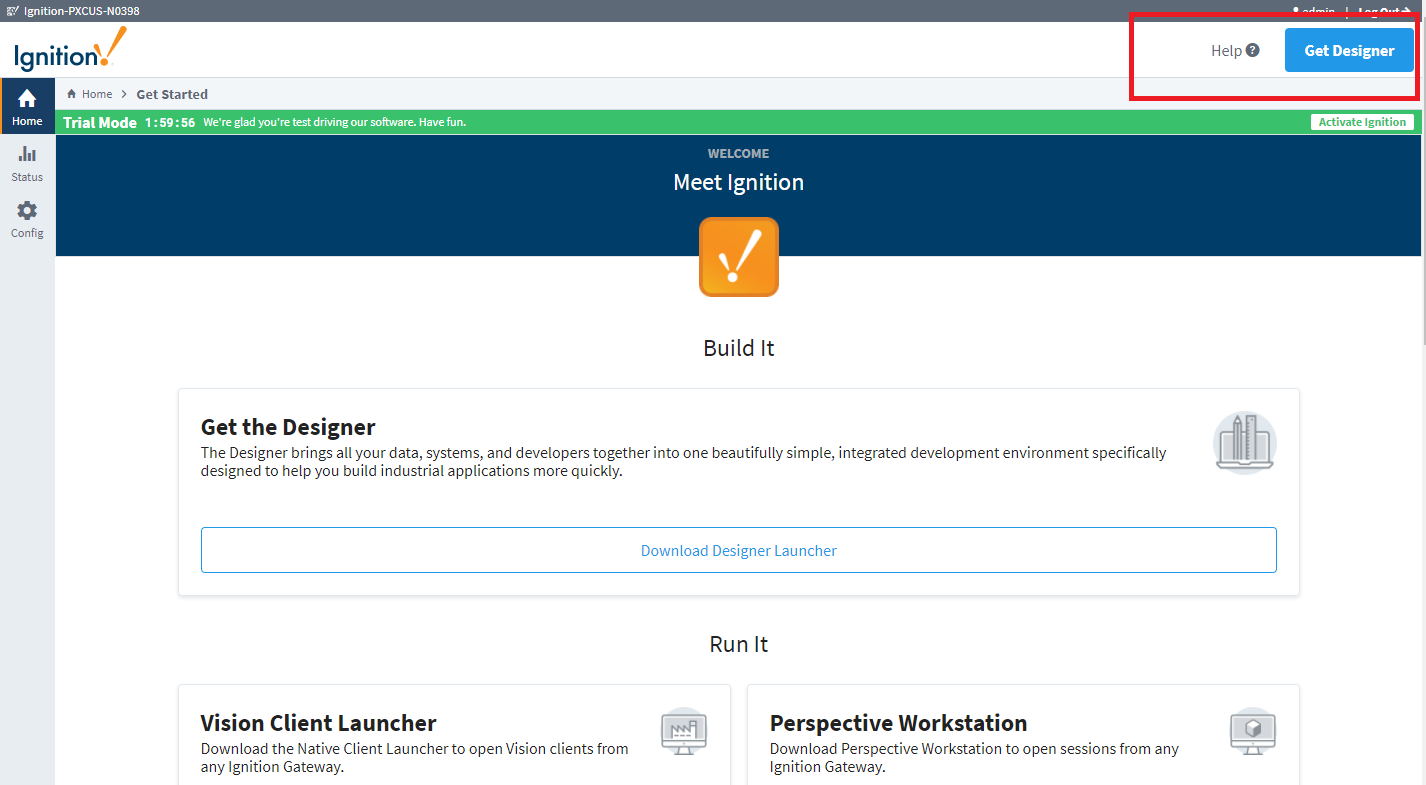 Ignition-PXCUS-N0398
admin | Log Out
Ignition!
Help ?
Get Designer
Home
Home > Get Started
Trial Mode 1:59:56 We're glad you're test driving our software. Have fun.
Activate Ignition
Status
Config
WELCOME
Meet Ignition
Build It
Get the Designer
The Designer brings all your data, systems, and developers together into one beautifully simple, integrated development environment specifically
designed to help you build industrial applications more quickly.
Download Designer Launcher
Run It
Vision Client Launcher
Download the Native Client Launcher to open Vision clients from
any Ignition Gateway.
Perspective Workstation
Download Perspective Workstation to open sessions from any
Ignition Gateway.